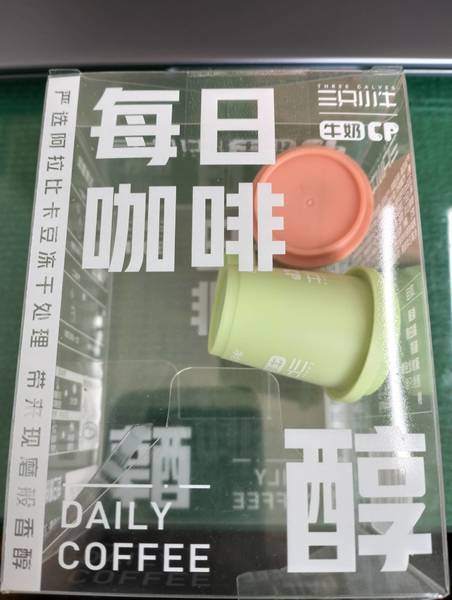 每日
咖啡
THREE CALVES
三只小牛
牛奶CP
严选阿拉比卡豆冻干处理 带来现磨般香醇
醇
DAILY
COFFEE